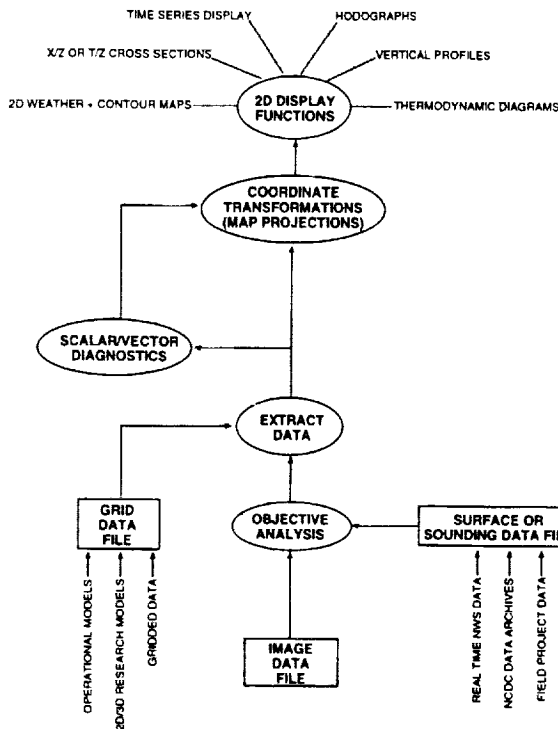 TIME SERIES DISPLAY
HODOGRAPHS
X/Z OR T/Z CROSS SECTIONS
VERTICAL PROFILES
2D WEATHER + CONTOUR MAPS
2D DISPLAY
FUNCTIONS
THERMODYNAMIC DIAGRAMS
COORDINATE
TRANSFORMATIONS
(MAP PROJECTIONS)
SCALAR/VECTOR
DIAGNOSTICS
EXTRACT
DATA
GRID
DATA
FILE
OBJECTIVE
ANALYSIS
SURFACE OR
SOUNDING DATA FI
OPERATIONAL MODELS
2D/3D RESEARCH MODELS
GRIDDED DATA
IMAGE
DATA
FILE
REAL TIME NWS DATA
NCDC DATA ARCHIVES
FIELD PROJECT DATA